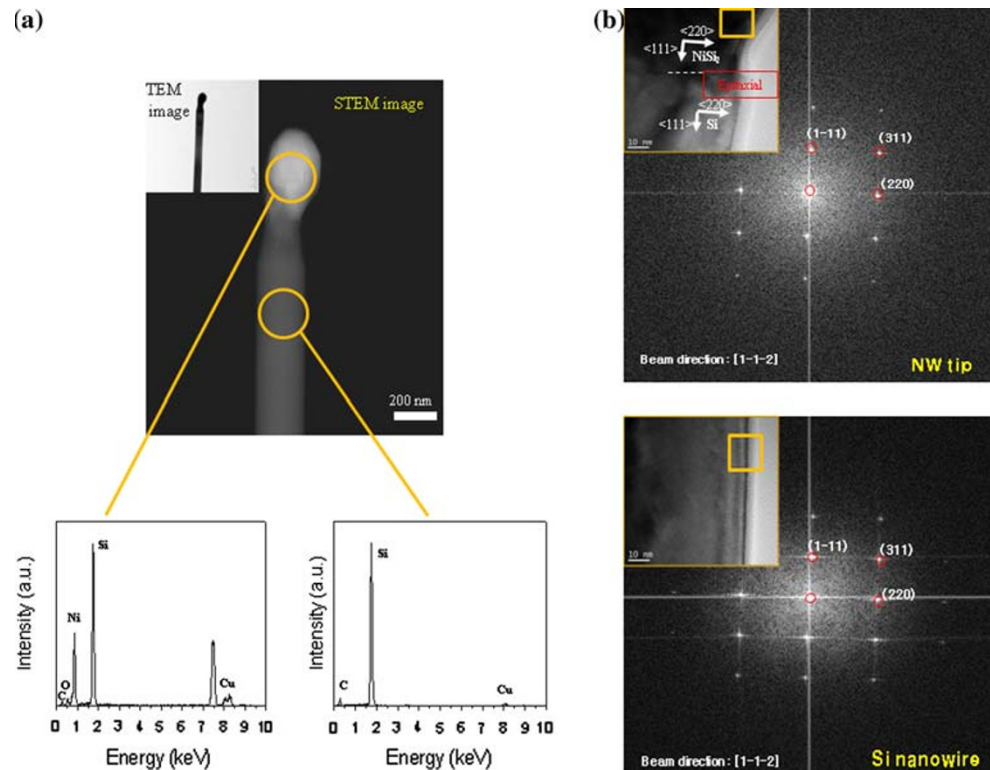 (a)
TEM
image
STEM image
200 nm
Intensity (a.u.)
Si
Ni
O
C
Cu
0 1 2 3 4 5 6 7 8 9 10
Energy (keV)
Intensity (a.u.)
Si
C
Cu
0 1 2 3 4 5 6 7 8 9 10
Energy (keV)
(b)
<220>
<111>
NiSi₂
Epitaxial
<220>
<111>
Si
10 nm
(1-11)
(311)
(220)
Beam direction : [1-1-2]
NW tip
10 nm
(1-11)
(311)
(220)
Beam direction : [1-1-2]
Si nanowire